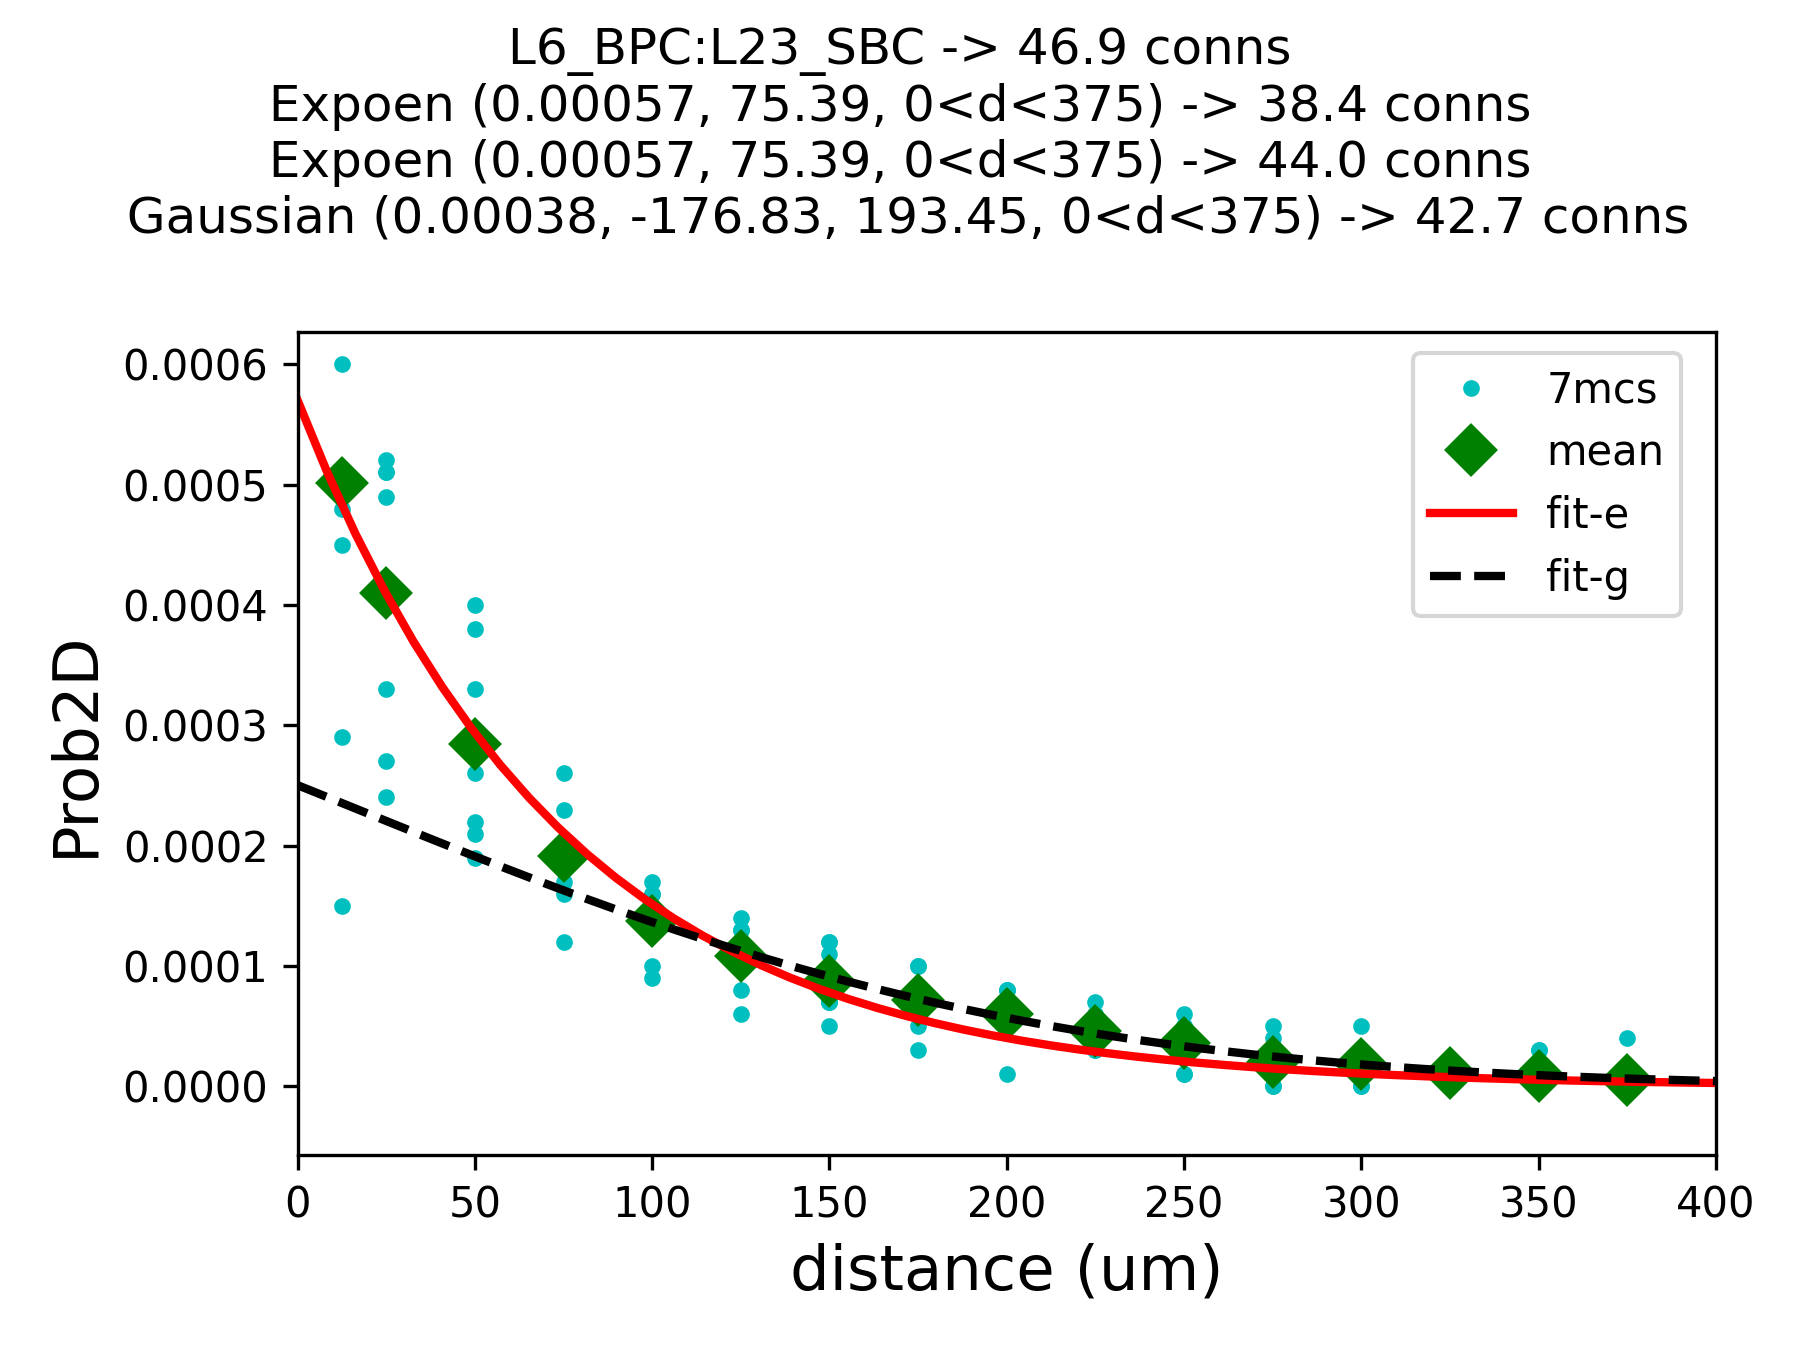 L6_BPC:L23_SBC -> 46.9 conns
Expoen (0.00057, 75.39, 0<d<375) -> 38.4 conns
Expoen (0.00057, 75.39, 0<d<375) -> 44.0 conns
Gaussian (0.00038, -176.83, 193.45, 0<d<375) -> 42.7 conns
7mcs
mean
fit-e
fit-g
Prob2D
0.0006
0.0005
0.0004
0.0003
0.0002
0.0001
0.0000
0 50 100 150 200 250 300 350 400
distance (um)